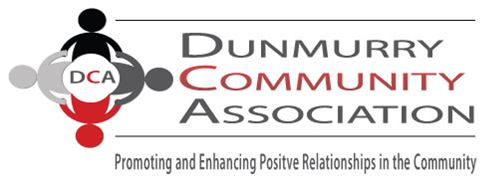 DCA
DUNMURRY
COMMUNITY
ASSOCIATION
Promoting and Enhancing Positve Relationships in the Community